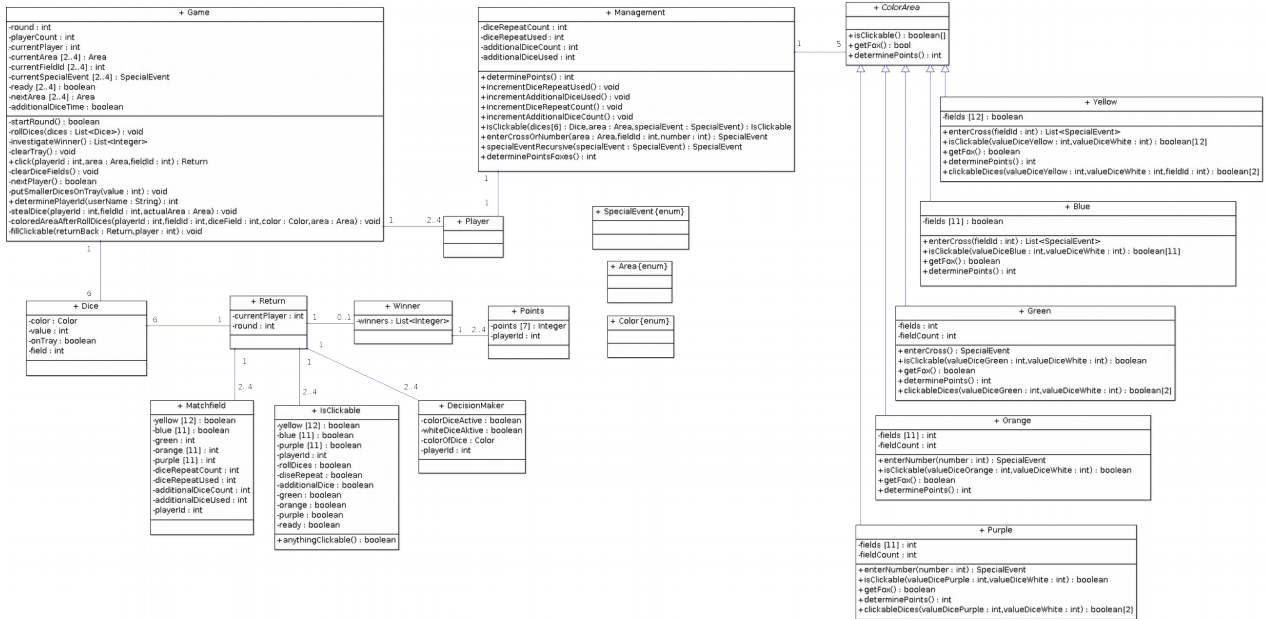 + Game
-round : int
-playerCount : int
-currentPlayer : int
-currentArea [2..4] : Area
-currentFieldId [2..4] : int
-currentSpecialEvent [2..4] : SpecialEvent
-ready [2..4] : boolean
-nextArea [2..4] : Area
-additionalDiceTime : boolean
-startRound() : boolean
-rollDices(dices : List<Dice>) : void
-investigateWinner() : List<Integer>
-clearTray() : void
+click(playerId : int,area : Area,fieldId : int) : Return
-clearDiceFields() : void
-nextPlayer() : boolean
-putSmallerDicesOnTray(value : int) : void
+determinePlayerId(userName : String) : int
-stealDice(playerId : int,fieldId : int,actualArea : Area) : void
-coloredAreaAfterRollDices(playerId : int,fieldId : int,diceField : int,color : Color,area : Area) : void
-fillClickable(returnBack : Return,player : int) : void
+ Management
-diceRepeatCount : int
-diceRepeatUsed : int
-additionalDiceCount : int
-additionalDiceUsed : int
+determinePoints() : int
+incrementDiceRepeatUsed() : void
+incrementAdditionalDiceUsed() : void
+incrementDiceRepeatCount() : void
+incrementAdditionalDiceCount() : void
+isClickable(dices[6] : Dice,area : Area,specialEvent : SpecialEvent) : IsClickable
+enterCrossOrNumber(area : Area,fieldId : int,number : int) : SpecialEvent
+specialEventRecursive(specialEvent : SpecialEvent) : SpecialEvent
+determinePointsFoxes() : int
1 5
+ ColorArea
+isClickable() : boolean[]
+getFox() : bool
+determinePoints() : int
+ Yellow
-fields [12] : boolean
+enterCross(fieldId : int) : List<SpecialEvent>
+isClickable(valueDiceYellow : int,valueDiceWhite : int) : boolean[12]
+getFox() : boolean
+determinePoints() : int
+clickableDices(valueDiceYellow : int,valueDiceWhite : int,fieldId : int) : boolean[2]
+ Blue
-fields [11] : boolean
+enterCross(fieldId : int) : List<SpecialEvent>
+isClickable(valueDiceBlue : int,valueDiceWhite : int) : boolean[11]
+getFox() : boolean
+determinePoints() : int
1
1
1 2..4
+ Player
+ SpecialEvent{enum}
+ Area{enum}
+ Color{enum}
1
6
+ Dice
-color : Color
-value : int
-onTray : boolean
-field : int
6 1
+ Return
-currentPlayer : int
-round : int
1 0..1
+ Winner
-winners : List<Integer>
1 2..4
+ Points
-points [7] : Integer
-playerId : int
+ Green
-fields : int
-fieldCount : int
+enterCross() : SpecialEvent
+isClickable(valueDiceGreen : int,valueDiceWhite : int) : boolean
+getFox() : boolean
+determinePoints() : int
+clickableDices(valueDiceGreen : int,valueDiceWhite : int) : boolean[2]
1
2..4
1
2..4
1
2..4
+ Matchfield
-yellow [12] : boolean
-blue [11] : boolean
-green : int
-orange [11] : int
-purple [11] : int
-diceRepeatCount : int
-diceRepeatUsed : int
-additionalDiceCount : int
-additionalDiceUsed : int
-playerId : int
+ IsClickable
-yellow [12] : boolean
-blue [11] : boolean
-purple [11] : boolean
-playerId : int
-rollDices : boolean
-diseRepeat : boolean
-additionalDice : boolean
-green : boolean
-orange : boolean
-purple : boolean
-ready : boolean
+anythingClickable() : boolean
+ DecisionMaker
-colorDiceActive : boolean
-whiteDiceAktive : boolean
-colorOfDice : Color
-playerId : int
+ Orange
-fields [11] : int
-fieldCount : int
+enterNumber(number : int) : SpecialEvent
+isClickable(valueDiceOrange : int,valueDiceWhite : int) : boolean
+getFox() : boolean
+determinePoints() : int
+ Purple
-fields [11] : int
-fieldCount : int
+enterNumber(number : int) : SpecialEvent
+isClickable(valueDicePurple : int,valueDiceWhite : int) : boolean
+getFox() : boolean
+determinePoints() : int
+clickableDices(valueDicePurple : int,valueDiceWhite : int) : boolean[2]